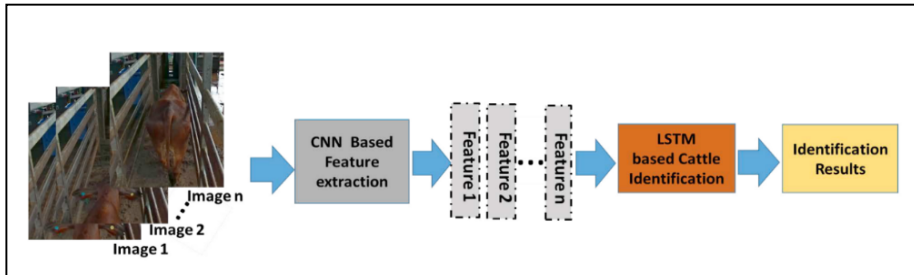 CNN Based
Feature
extraction
Feature 1
Feature 2
Feature n
LSTM
based Cattle
Identification
Identification
Results
Image n
Image 2
Image 1